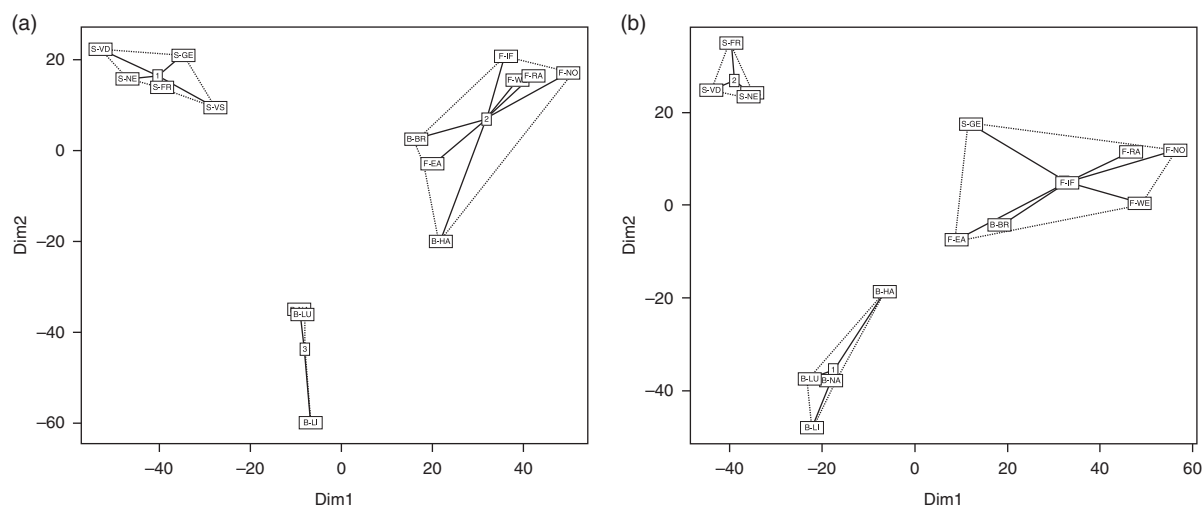 (a)
20
0
−20
−40
−60
Dim2
−40
−20
0
20
40
Dim1
S-VD
S-GE
S-NE
1
S-FR
S-VS
F-IF
F-RA
F-NO
2
B-BR
F-EA
B-HA
B-LU
3
B-LI
(b)
20
0
−20
−40
Dim2
−40
−20
0
20
40
60
Dim1
S-FR
2
S-VD
S-NE
S-GE
F-RA
F-NO
F-IF
F-WE
B-BR
F-EA
B-HA
1
B-LU
B-NA
B-LI